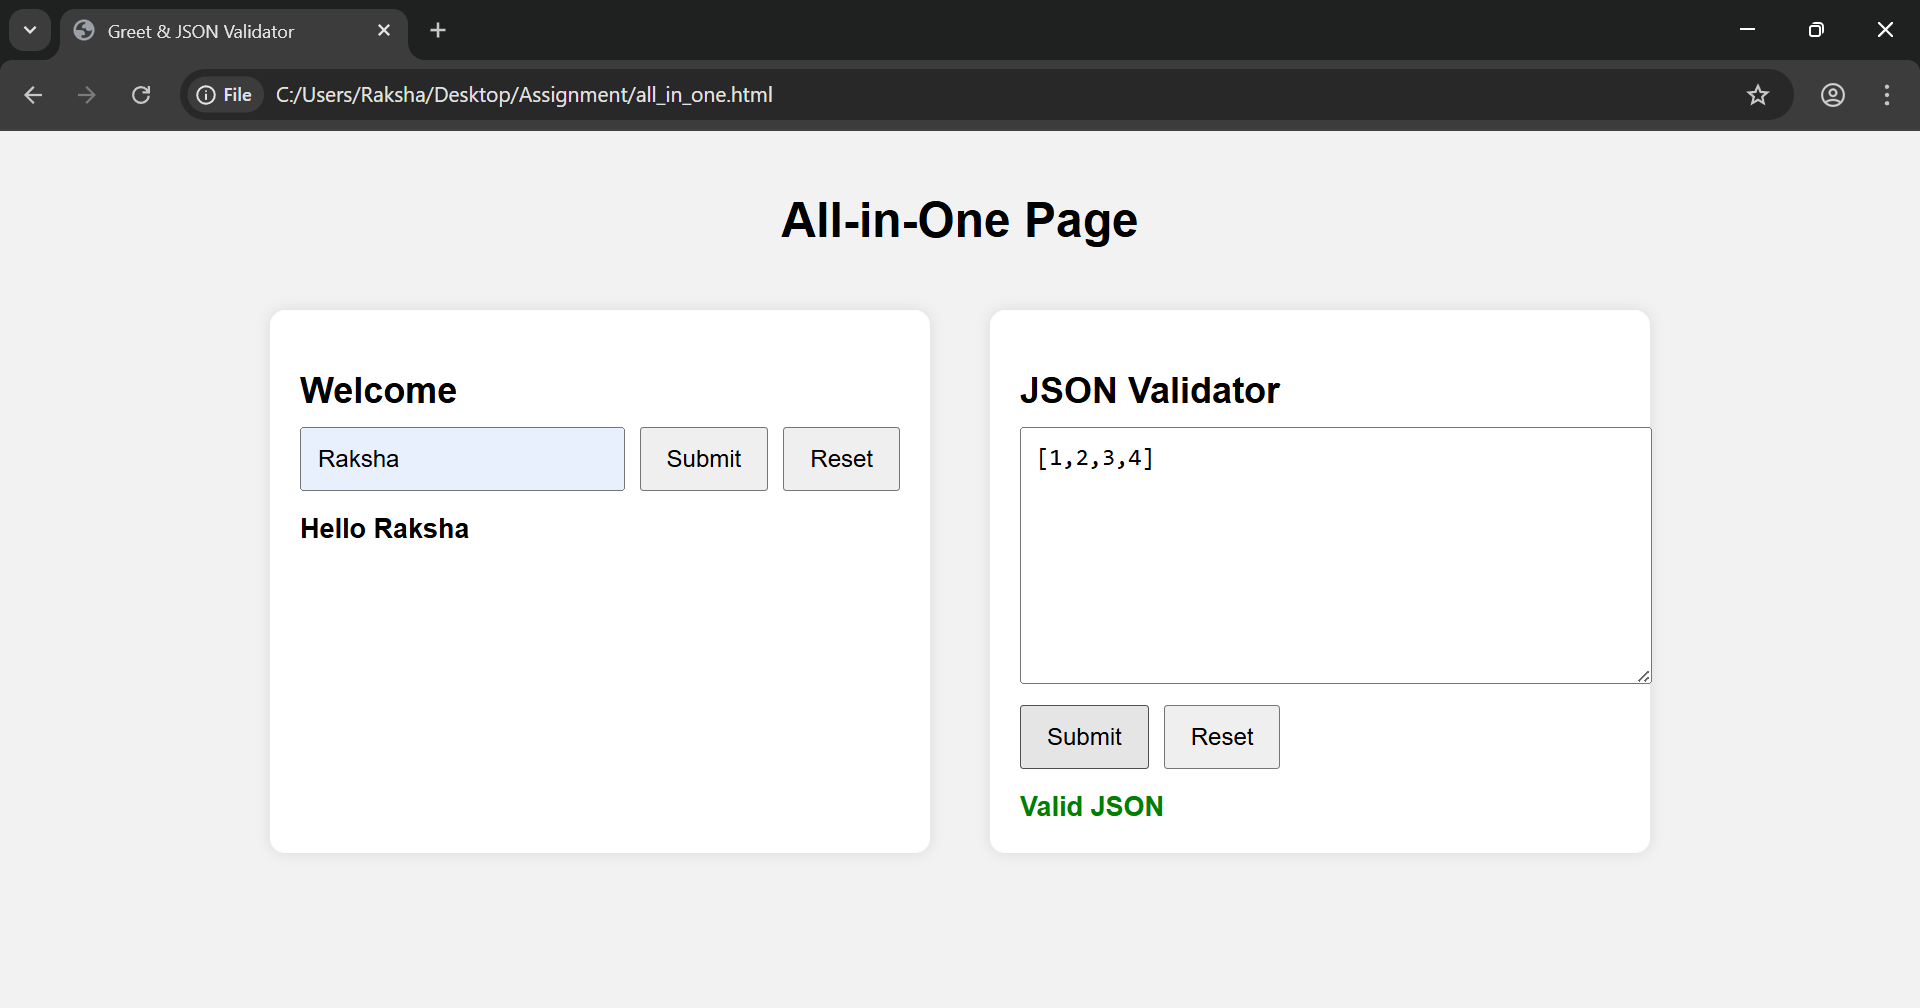 Greet & JSON Validator
File C:/Users/Raksha/Desktop/Assignment/all_in_one.html
All-in-One Page
Welcome
Raksha Submit Reset
Hello Raksha
JSON Validator
[1,2,3,4]
Submit Reset
Valid JSON